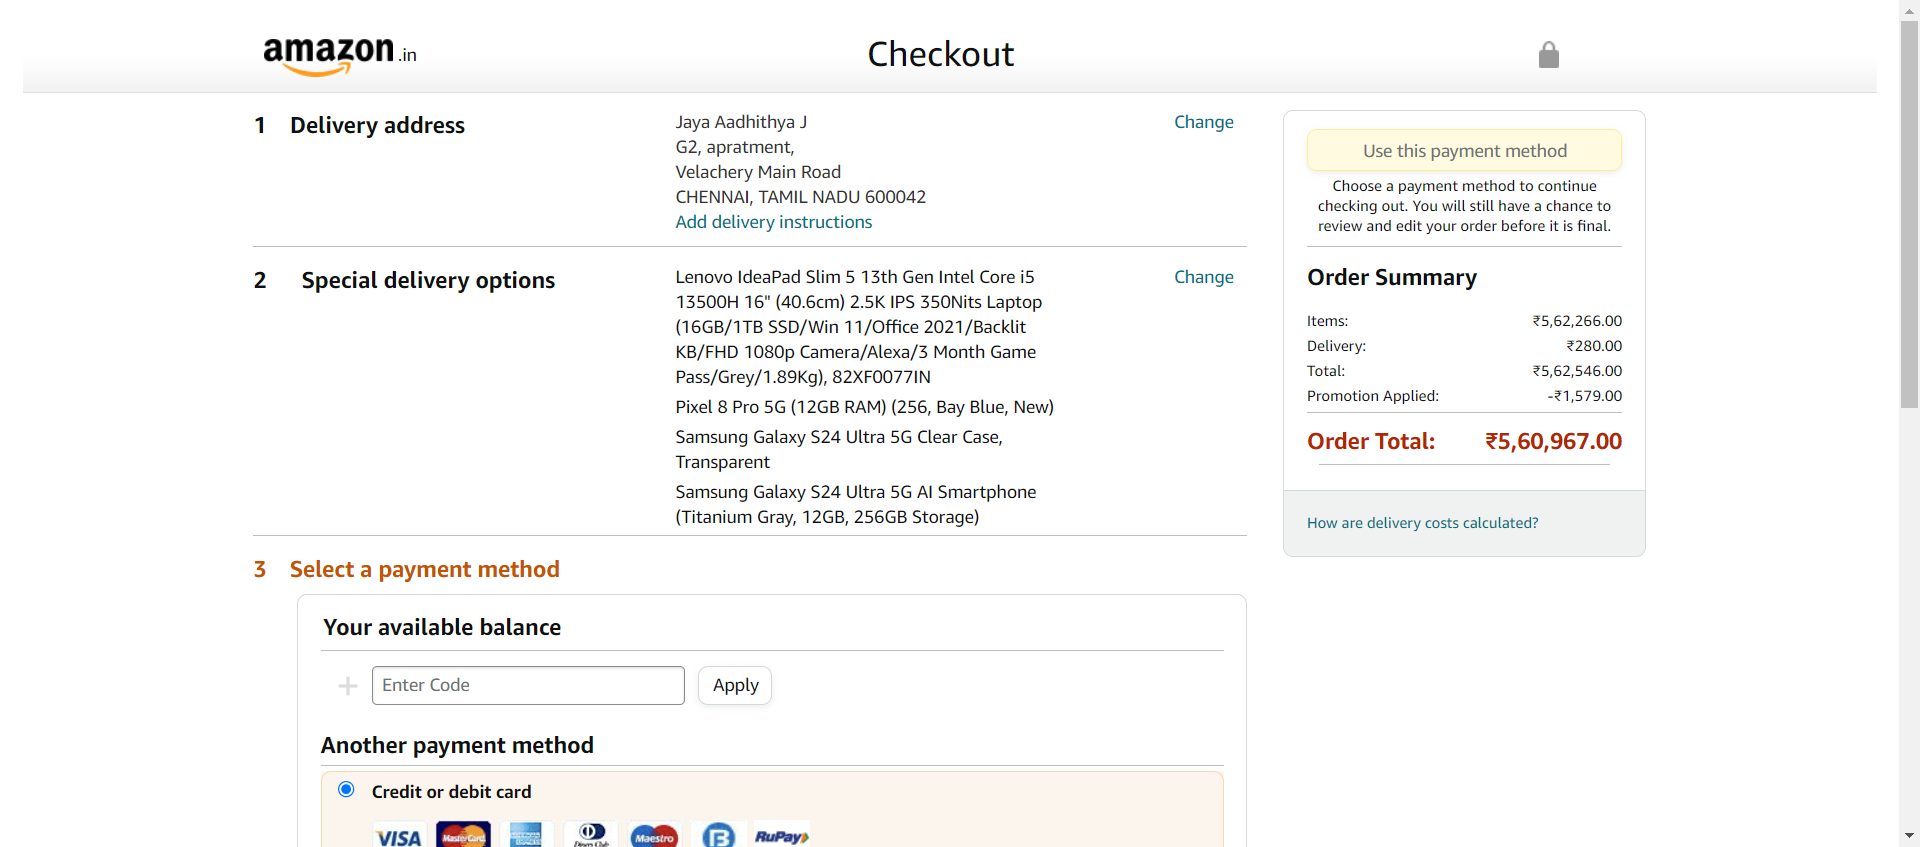 amazon.in
Checkout
1 Delivery address
Jaya Aadhithya J
G2, apratment,
Velachery Main Road
CHENNAI, TAMIL NADU 600042
Add delivery instructions
Change
2 Special delivery options
Lenovo IdeaPad Slim 5 13th Gen Intel Core i5
13500H 16" (40.6cm) 2.5K IPS 350Nits Laptop
(16GB/1TB SSD/Win 11/Office 2021/Backlit
KB/FHD 1080p Camera/Alexa/3 Month Game
Pass/Grey/1.89Kg), 82XF0077IN
Pixel 8 Pro 5G (12GB RAM) (256, Bay Blue, New)
Samsung Galaxy S24 Ultra 5G Clear Case,
Transparent
Samsung Galaxy S24 Ultra 5G AI Smartphone
(Titanium Gray, 12GB, 256GB Storage)
Change
3 Select a payment method
Your available balance
Enter Code
Apply
Another payment method
Credit or debit card
VISA MasterCard AMERICAN EXPRESS Diners Club Maestro B RuPay
Use this payment method
Choose a payment method to continue
checking out. You will still have a chance to
review and edit your order before it is final.
Order Summary
Items: ₹5,62,266.00
Delivery: ₹280.00
Total: ₹5,62,546.00
Promotion Applied: -₹1,579.00
Order Total: ₹5,60,967.00
How are delivery costs calculated?